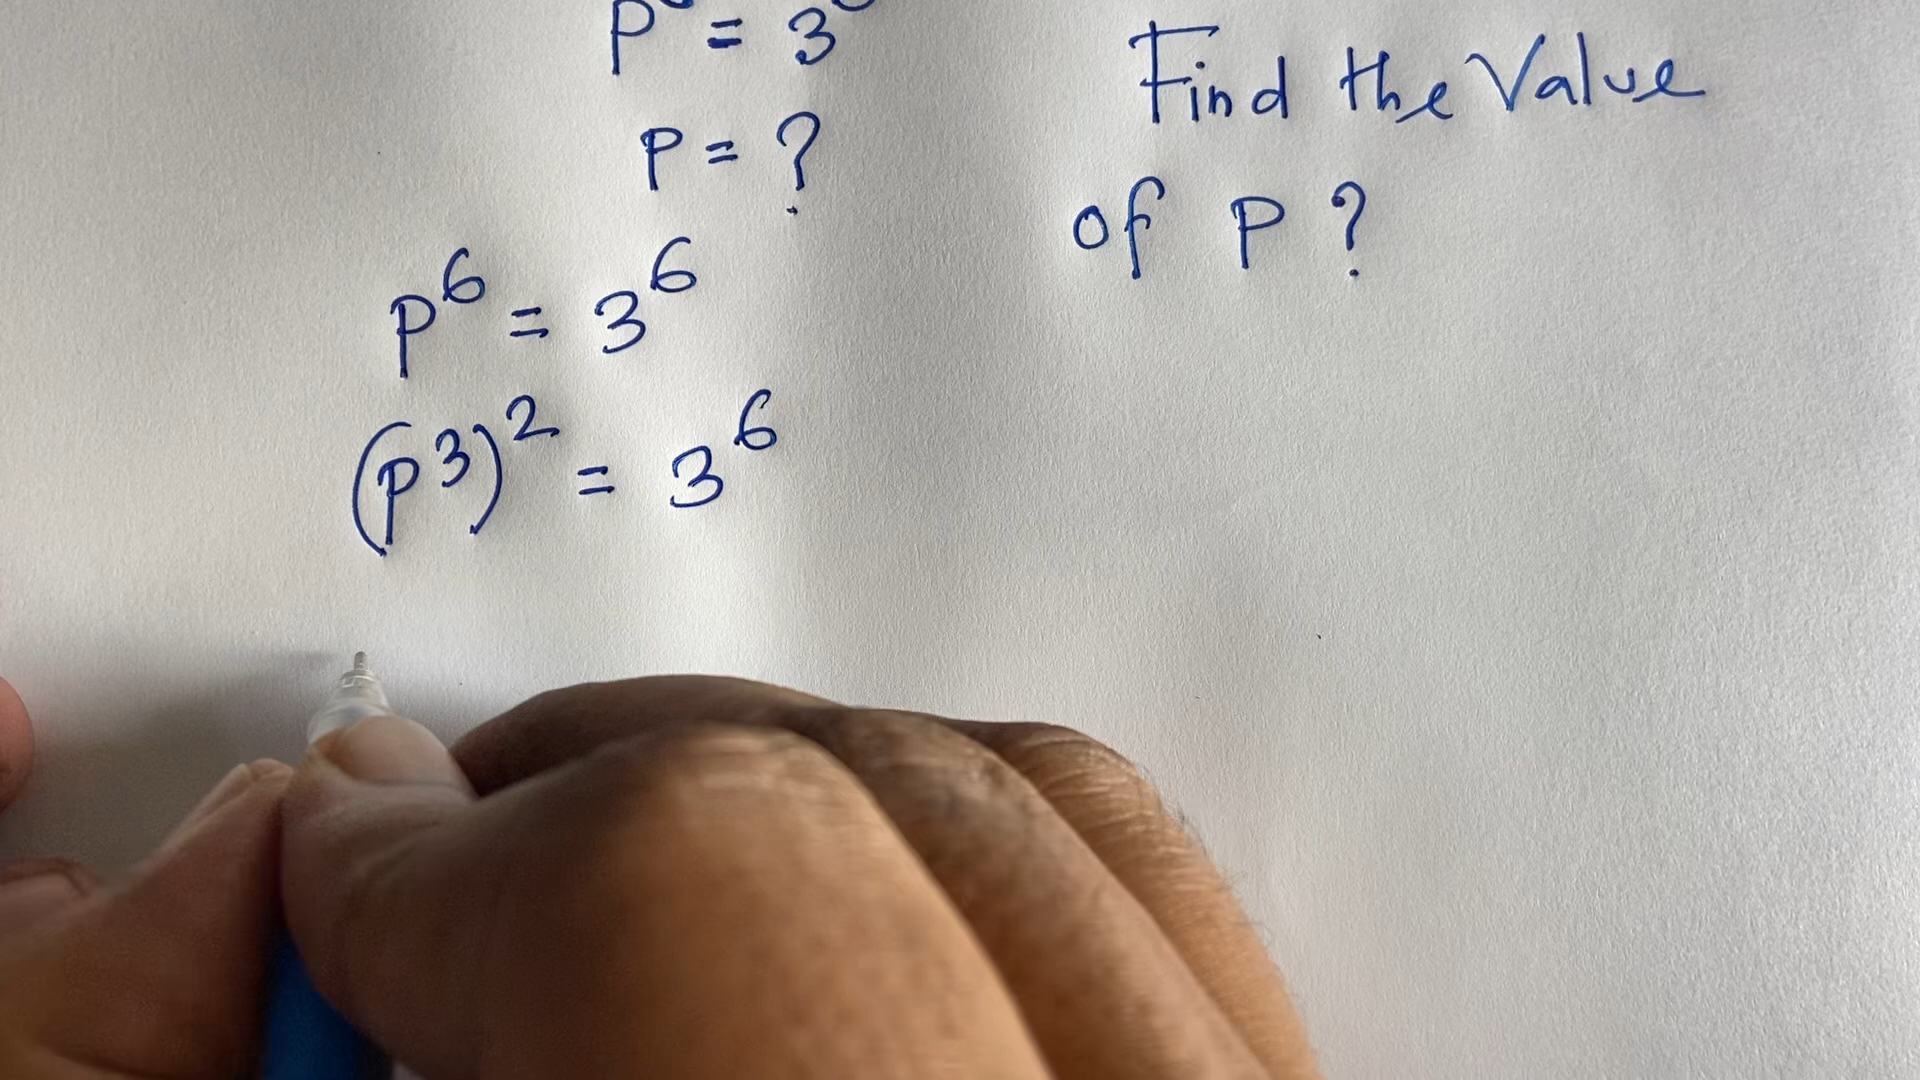 P = 3
P = ?
P⁶ = 3⁶
(P³)² = 3⁶
Find the Value
of P ?